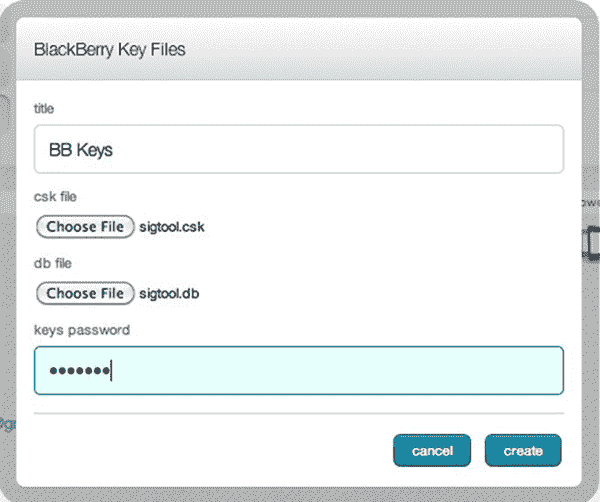 BlackBerry Key Files
title
BB Keys
csk file
Choose File sigtool.csk
db file
Choose File sigtool.db
keys password
•••••••
cancel create